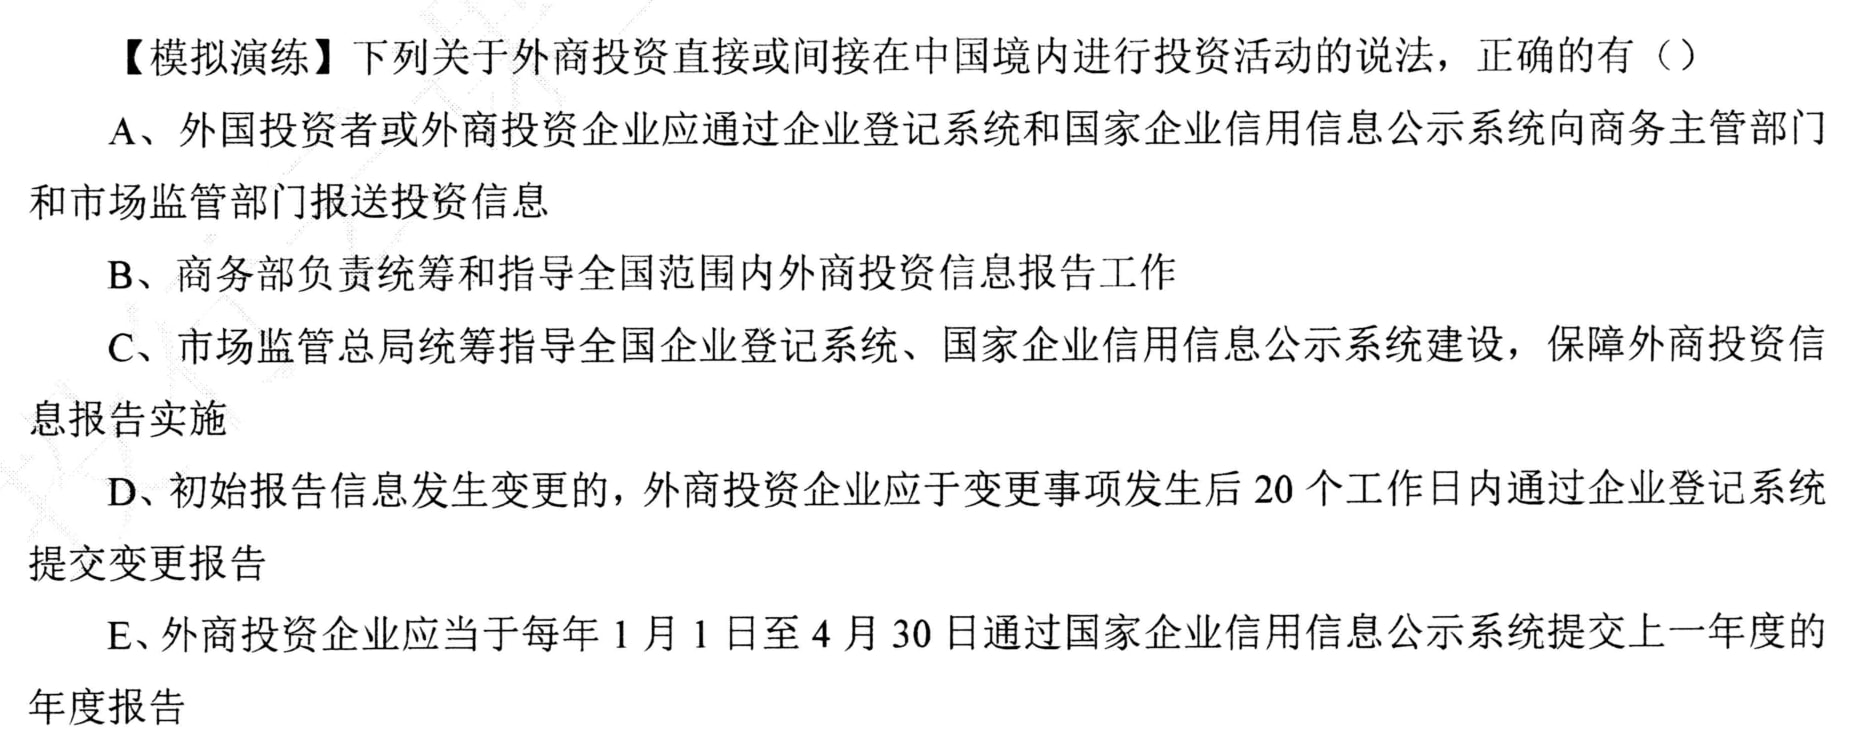 【模拟演练】下列关于外商投资直接或间接在中国境内进行投资活动的说法，正确的有（）
A、外国投资者或外商投资企业应通过企业登记系统和国家企业信用信息公示系统向商务主管部门
和市场监管部门报送投资信息
B、商务部负责统筹和指导全国范围内外商投资信息报告工作
C、市场监管总局统筹指导全国企业登记系统、国家企业信用信息公示系统建设，保障外商投资信
息报告实施
D、初始报告信息发生变更的，外商投资企业应于变更事项发生后 20 个工作日内通过企业登记系统
提交变更报告
E、外商投资企业应当于每年 1 月 1 日至 4 月 30 日通过国家企业信用信息公示系统提交上一年度的
年度报告